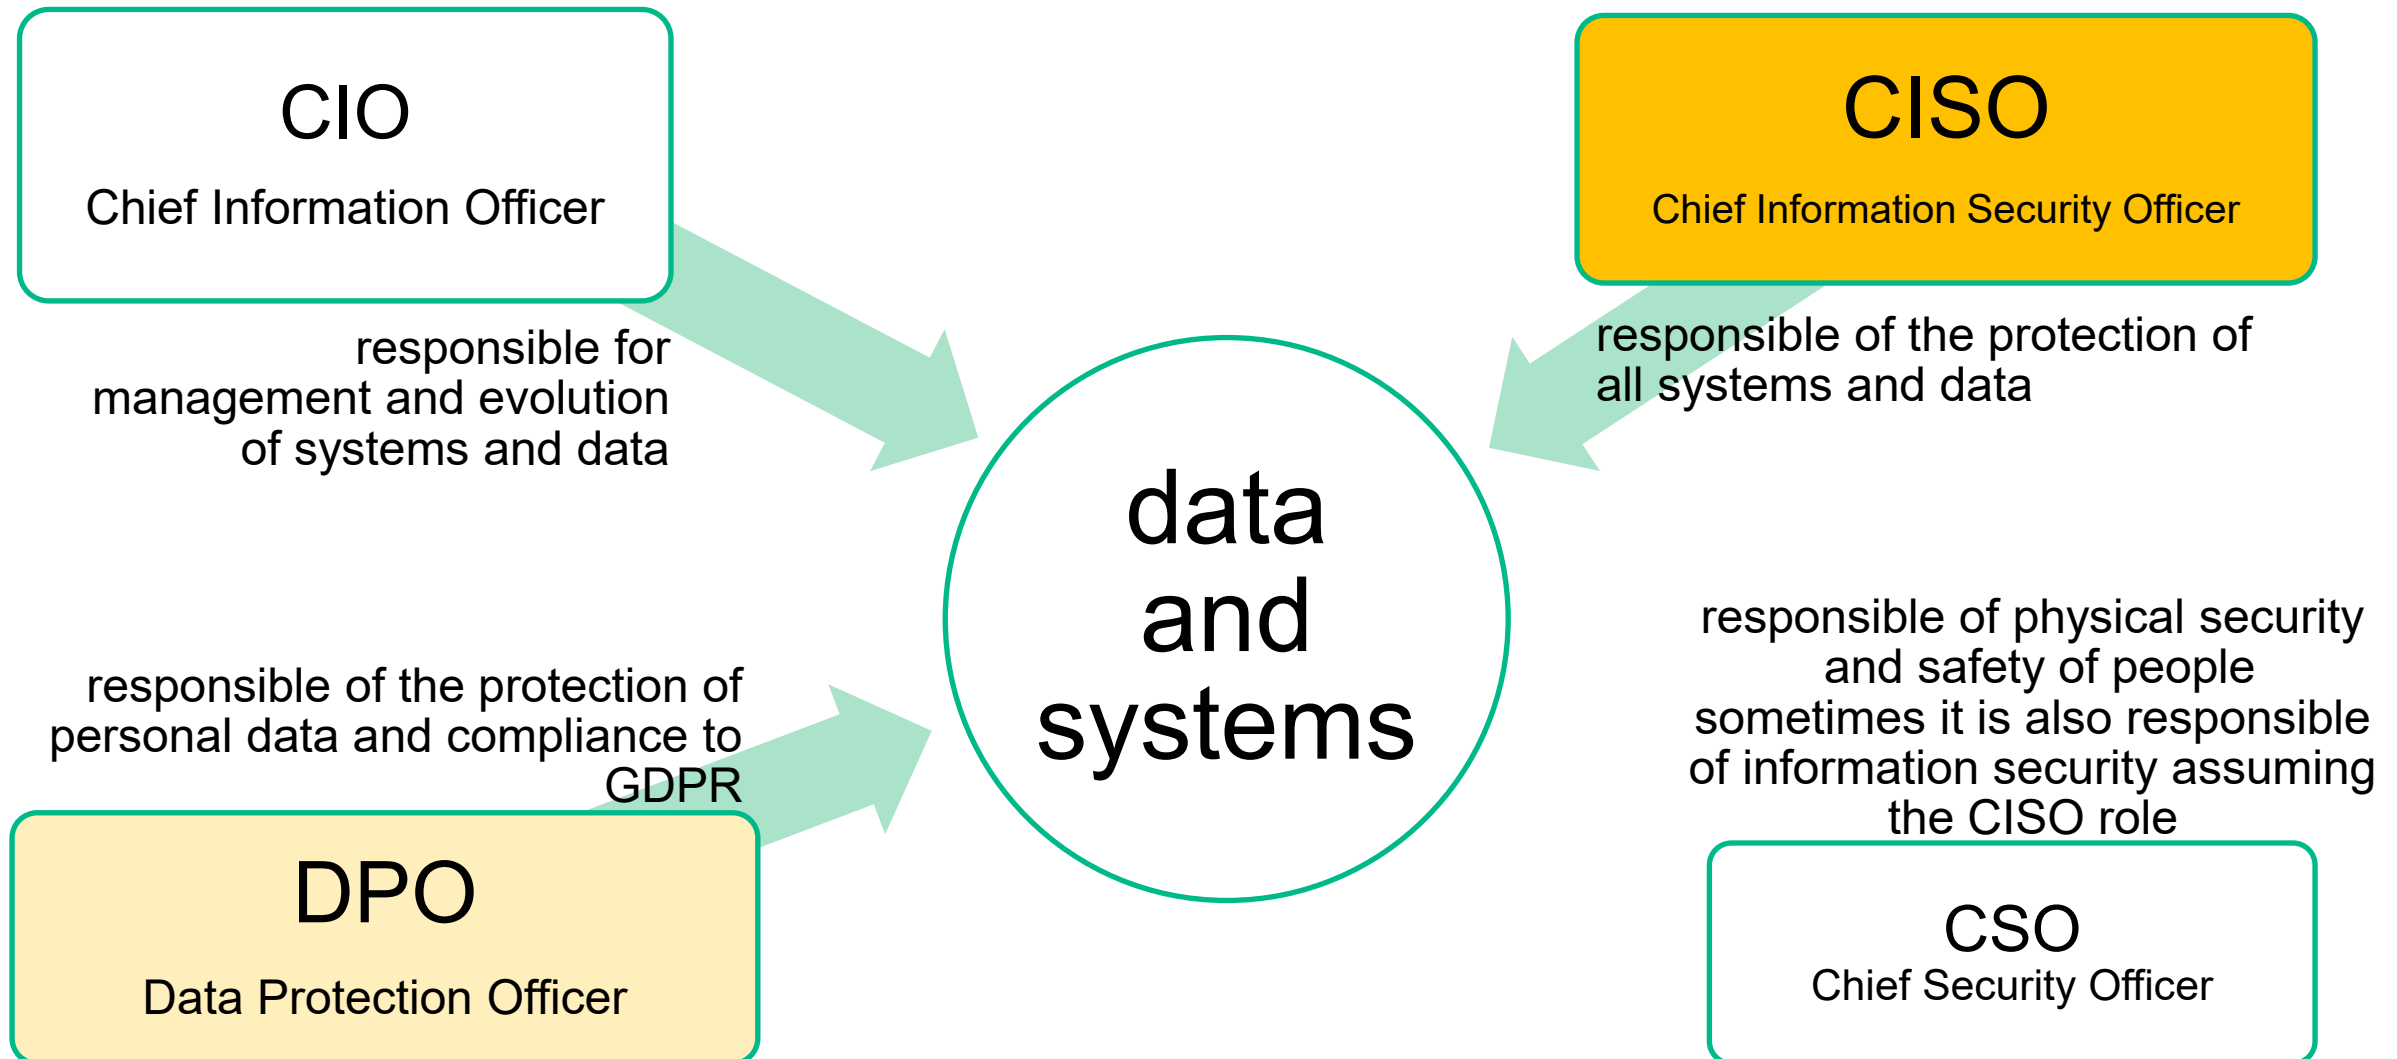 CIO
Chief Information Officer
responsible for
management and evolution
of systems and data
CISO
Chief Information Security Officer
responsible of the protection of
all systems and data
data
and
systems
responsible of the protection of
personal data and compliance to
GDPR
DPO
Data Protection Officer
responsible of physical security
and safety of people
sometimes it is also responsible
of information security assuming
the CISO role
CSO
Chief Security Officer